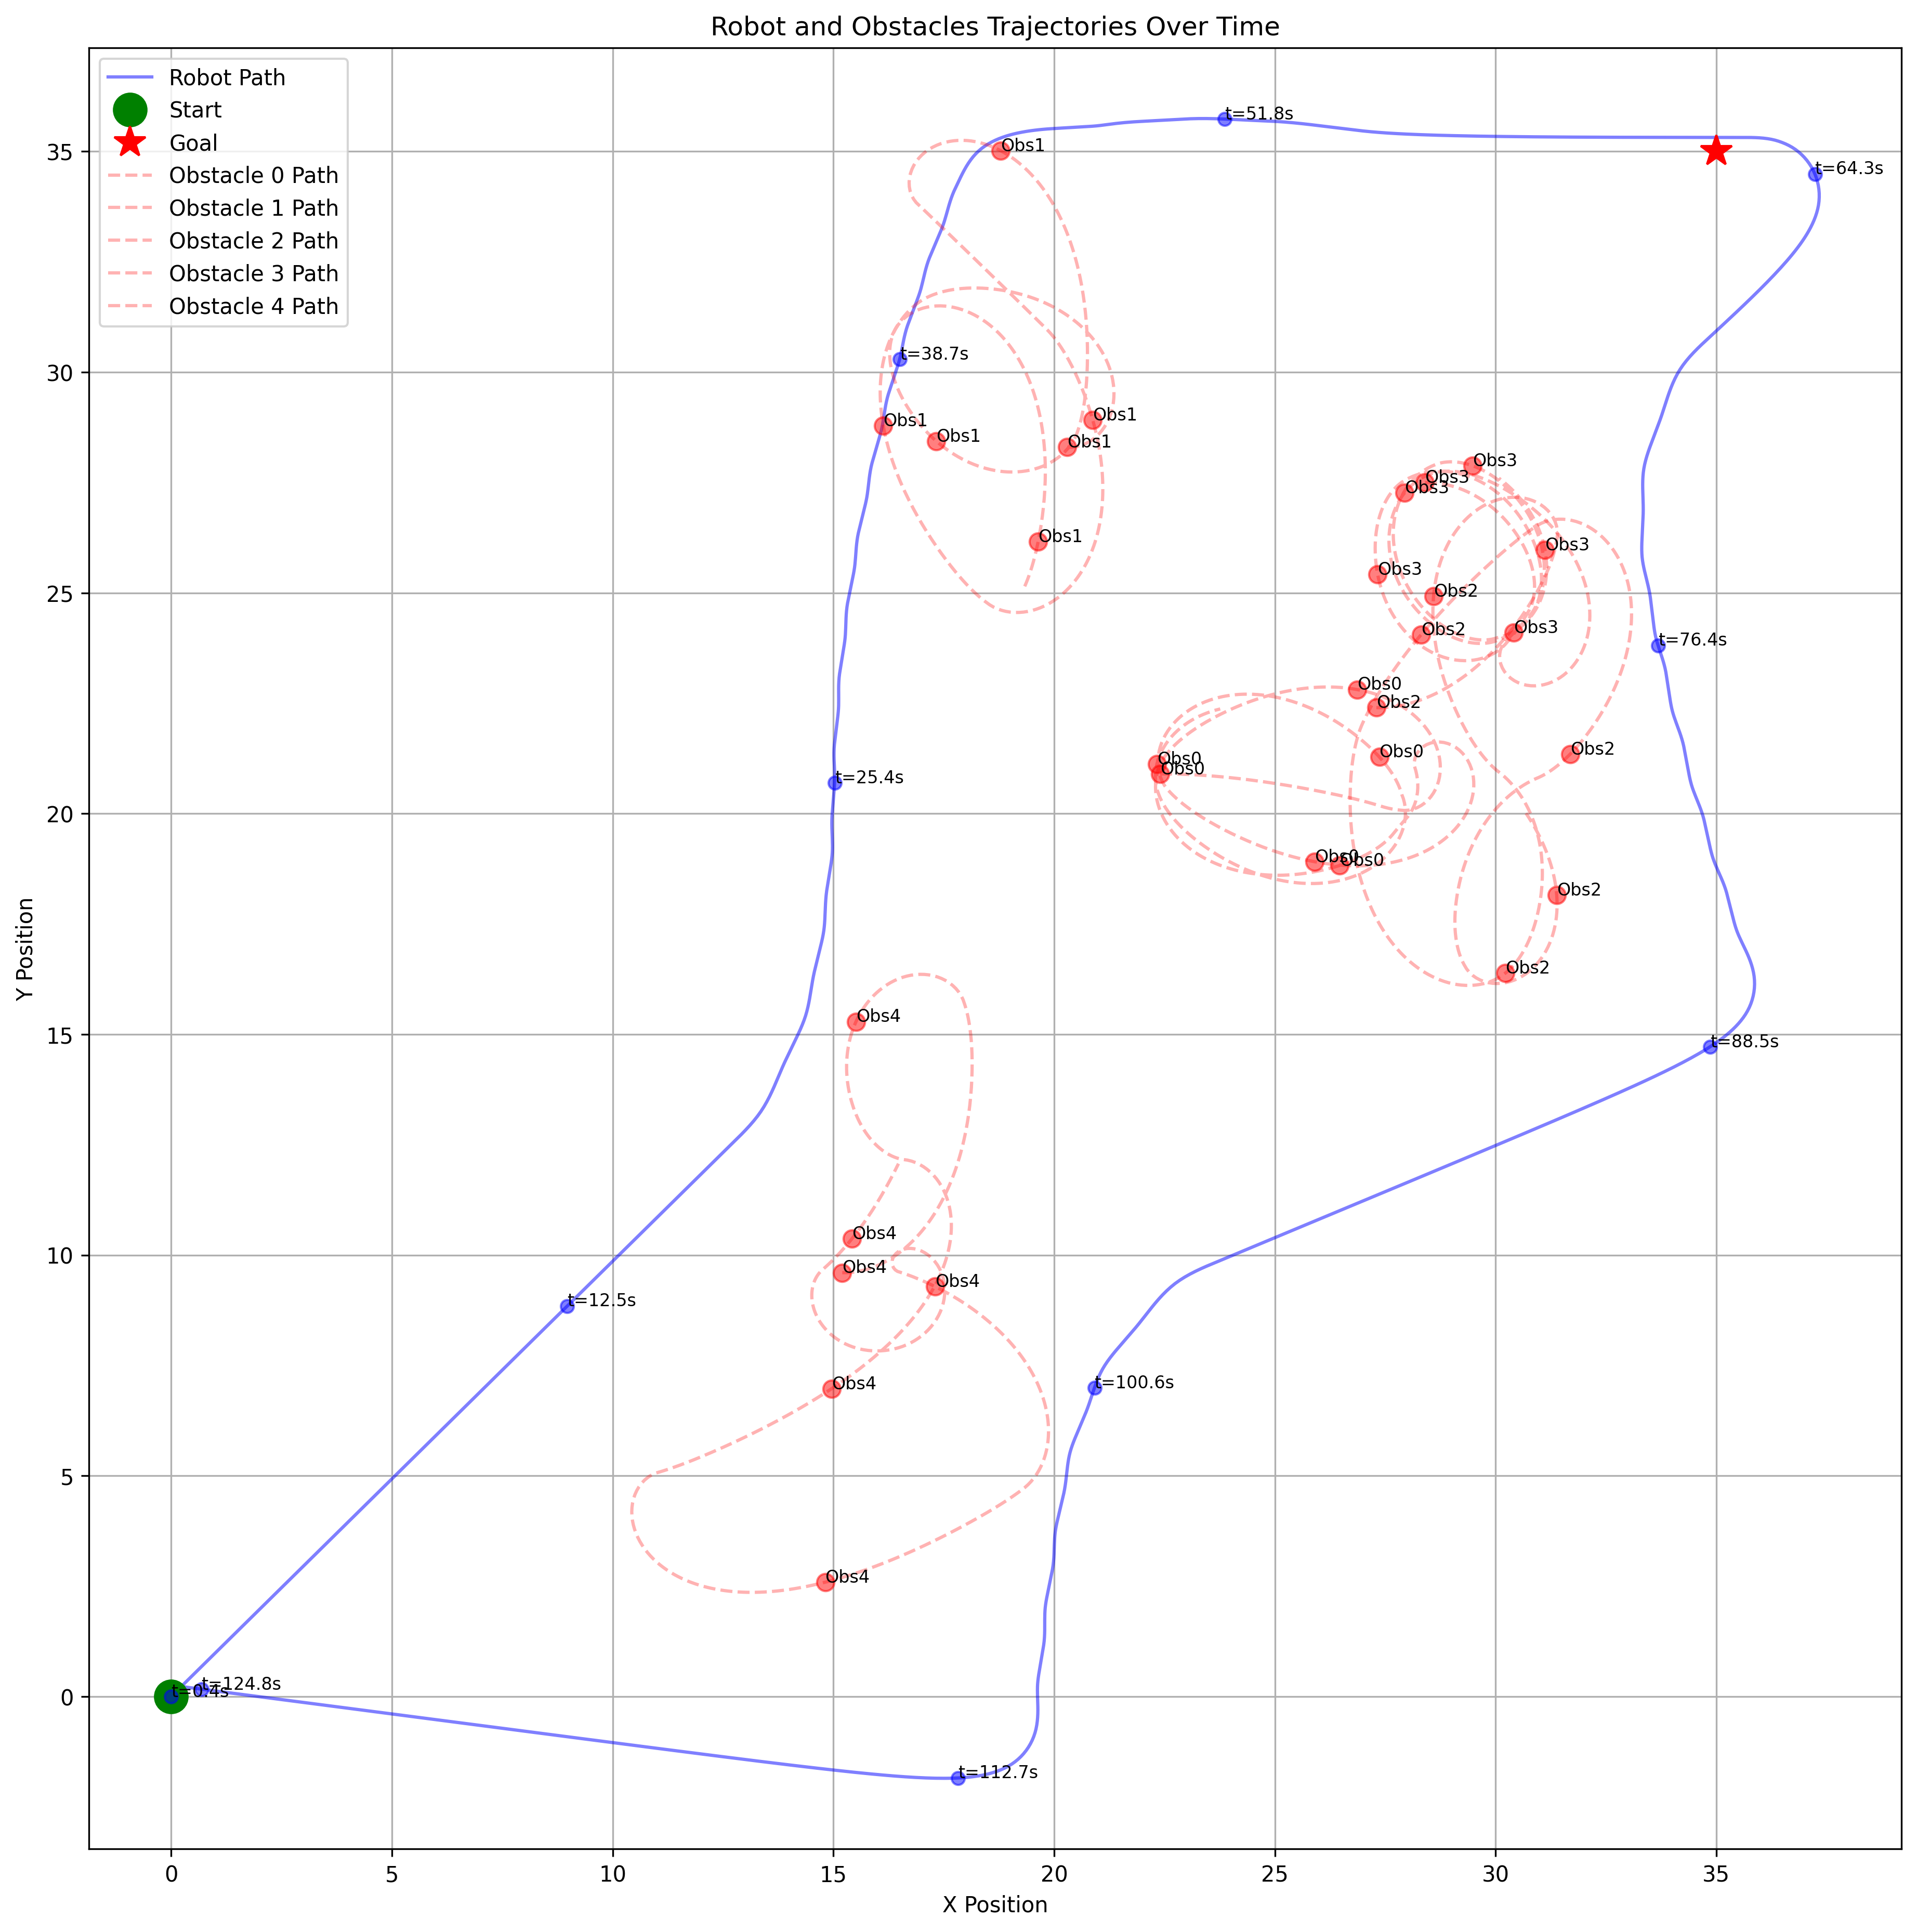 Robot and Obstacles Trajectories Over Time
Robot Path
Start
Goal
Obstacle 0 Path
Obstacle 1 Path
Obstacle 2 Path
Obstacle 3 Path
Obstacle 4 Path
t=51.8s
Obs1
35
t=64.3s
t=38.7s
30
Obs1
Obs1
Obs1
Obs1
Obs3
Obs3
Obs3
Obs1
Obs3
Obs3
25
Obs2
Obs2
Obs3
t=76.4s
Obs0
Obs2
Obs0
Obs2
Obs0
Obs0
t=25.4s
20
Obs0
Obs0
Obs2
Obs2
Obs4
15
t=88.5s
Obs4
10
Obs4
Obs4
t=12.5s
Obs4
t=100.6s
5
Obs4
t=124.8s
t=0.4s
0
t=112.7s
Y Position
0 5 10 15 20 25 30 35
X Position